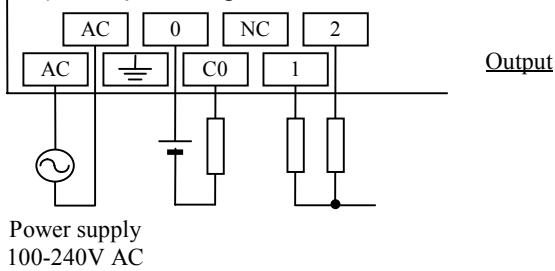 AC 0 NC 2
AC C0 1
Output
Power supply
100-240V AC